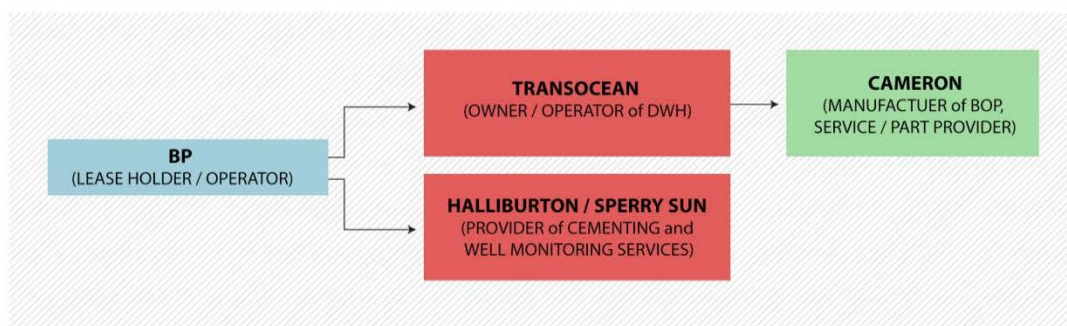 BP
(LEASE HOLDER / OPERATOR)
TRANSOCEAN
(OWNER / OPERATOR of DWH)
HALLIBURTON / SPERRY SUN
(PROVIDER of CEMENTING and
WELL MONITORING SERVICES)
CAMERON
(MANUFACTUER of BOP,
SERVICE / PART PROVIDER)